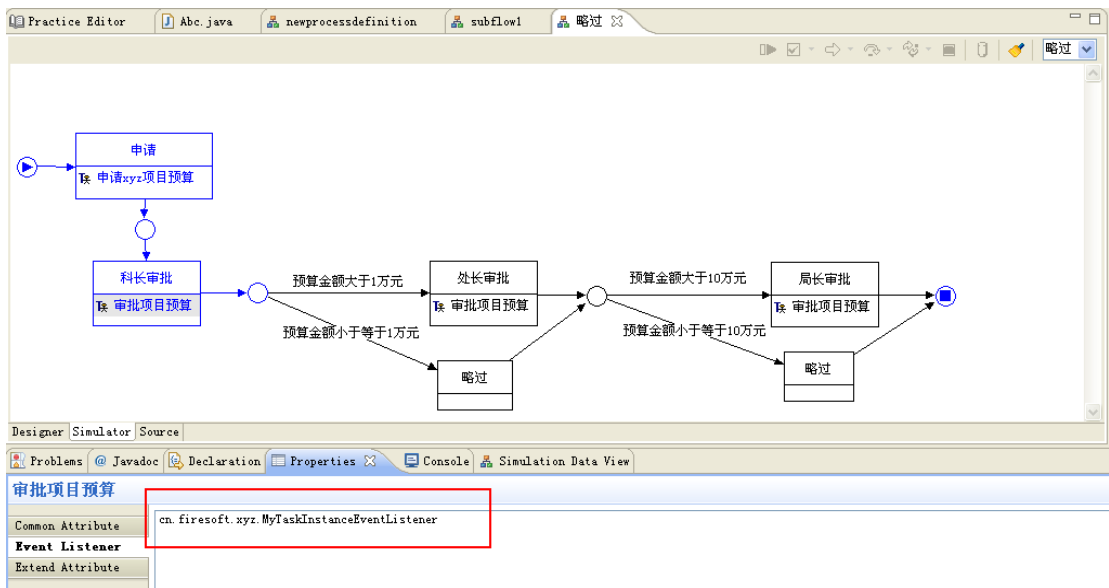 Practice Editor
Abc.java
newprocessdefinition
subflow1
略过
略过
申请
申请xyz项目预算
科长审批
审批项目预算
预算金额大于1万元
处长审批
审批项目预算
预算金额大于10万元
局长审批
审批项目预算
预算金额小于等于1万元
略过
预算金额小于等于10万元
略过
Designer Simulator Source
Problems @ Javadoc Declaration Properties Console Simulation Data View
审批项目预算
Common Attribute
cn.firesoft.xyz.MyTaskInstanceEventListener
Event Listener
Extend Attribute